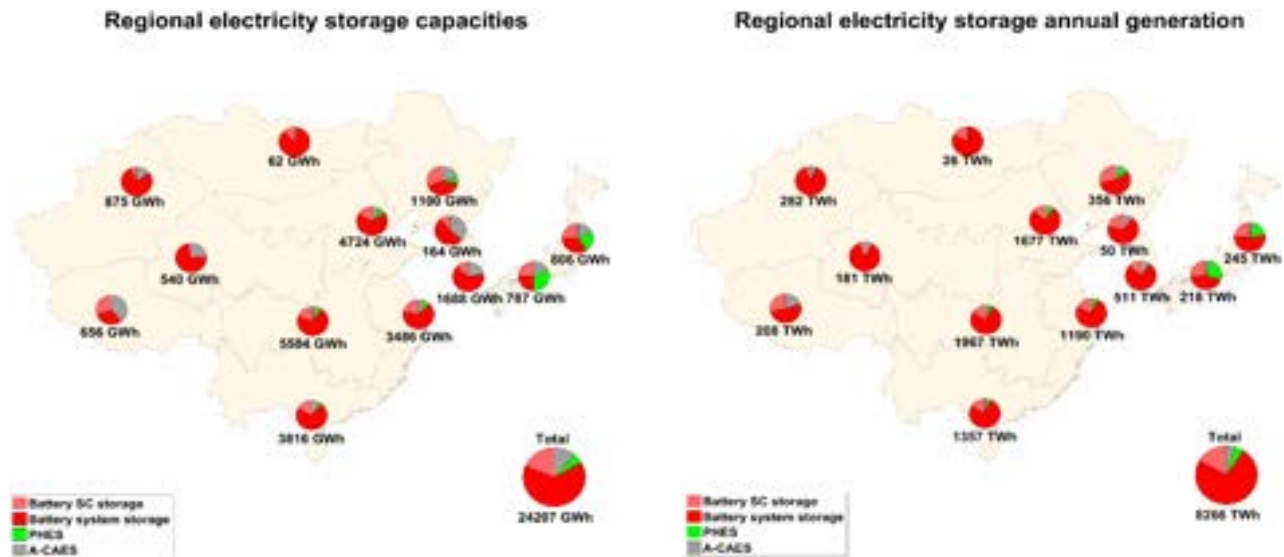 Regional electricity storage capacities
62 GWh
875 GWh
1100 GWh
4724 GWh
164 GWh
806 GWh
540 GWh
1688 GWh
787 GWh
656 GWh
5584 GWh
3486 GWh
3816 GWh
Total
24287 GWh
Battery SC storage
Battery system storage
PHES
A-CAES
Regional electricity storage annual generation
26 TWh
282 TWh
356 TWh
1677 TWh
50 TWh
245 TWh
181 TWh
511 TWh
218 TWh
208 TWh
1967 TWh
1190 TWh
1357 TWh
Total
8266 TWh
Battery SC storage
Battery system storage
PHES
A-CAES